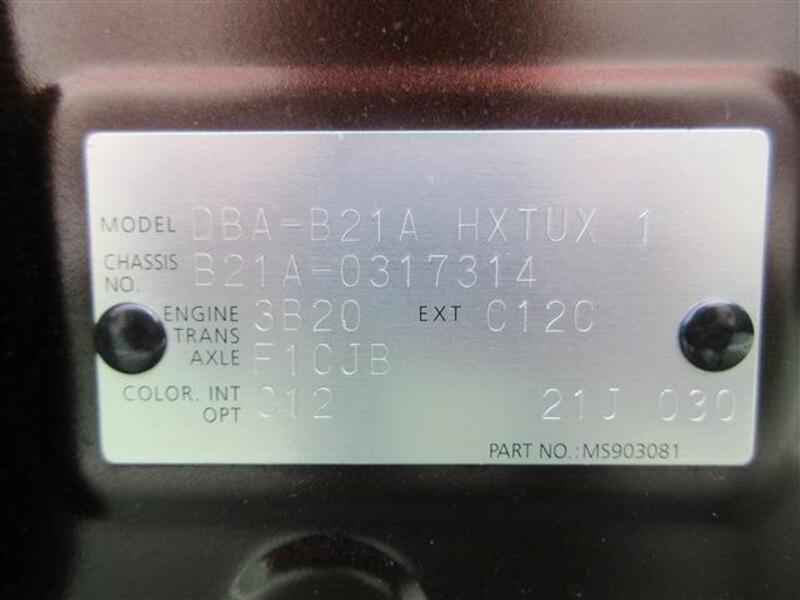 MODEL DBA-B21A HXTUX 1
CHASSIS NO. B21A-0317314
ENGINE 3B20 EXT C12C
TRANS AXLE F1CJB
COLOR. INT C12 21J 030
OPT
PART NO.:MS903081